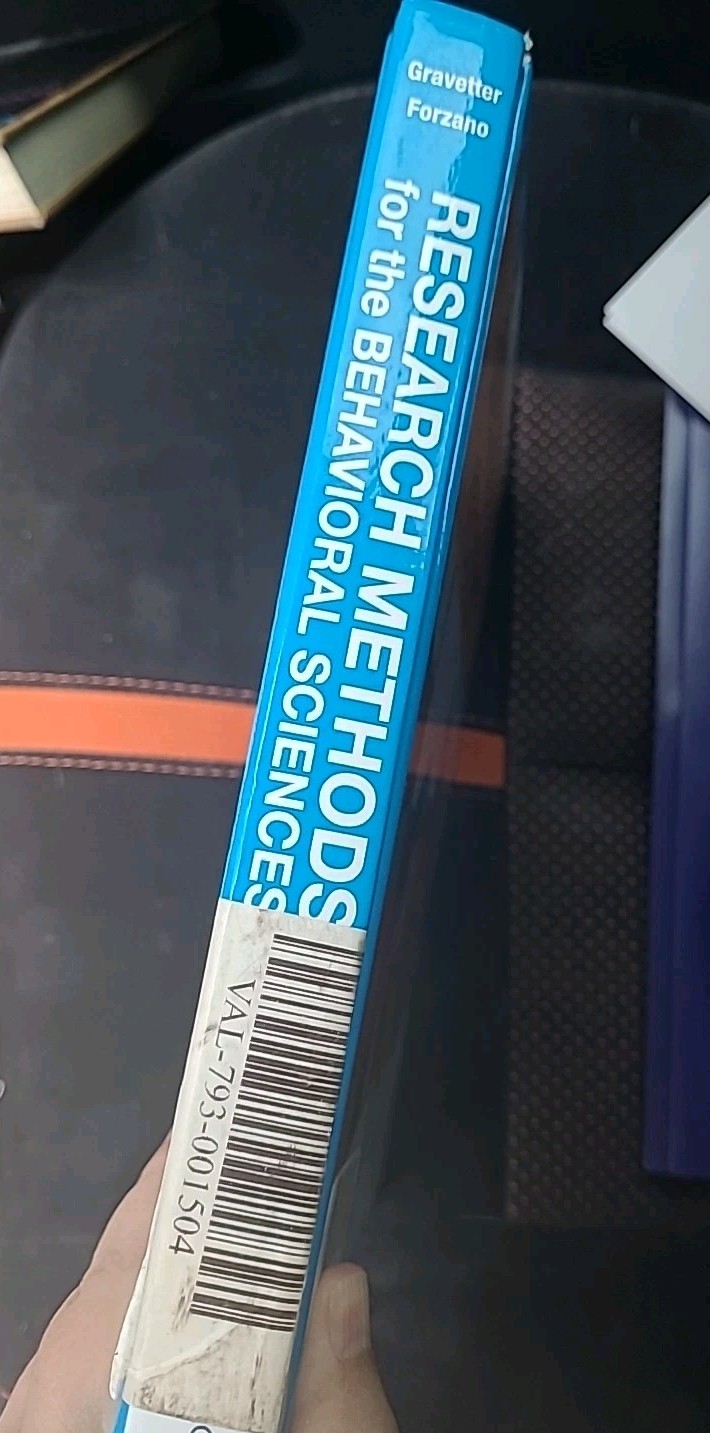 Gravetter
Forzano
RESEARCH METHODS
for the BEHAVIORAL SCIENCES
VAL-793-001504